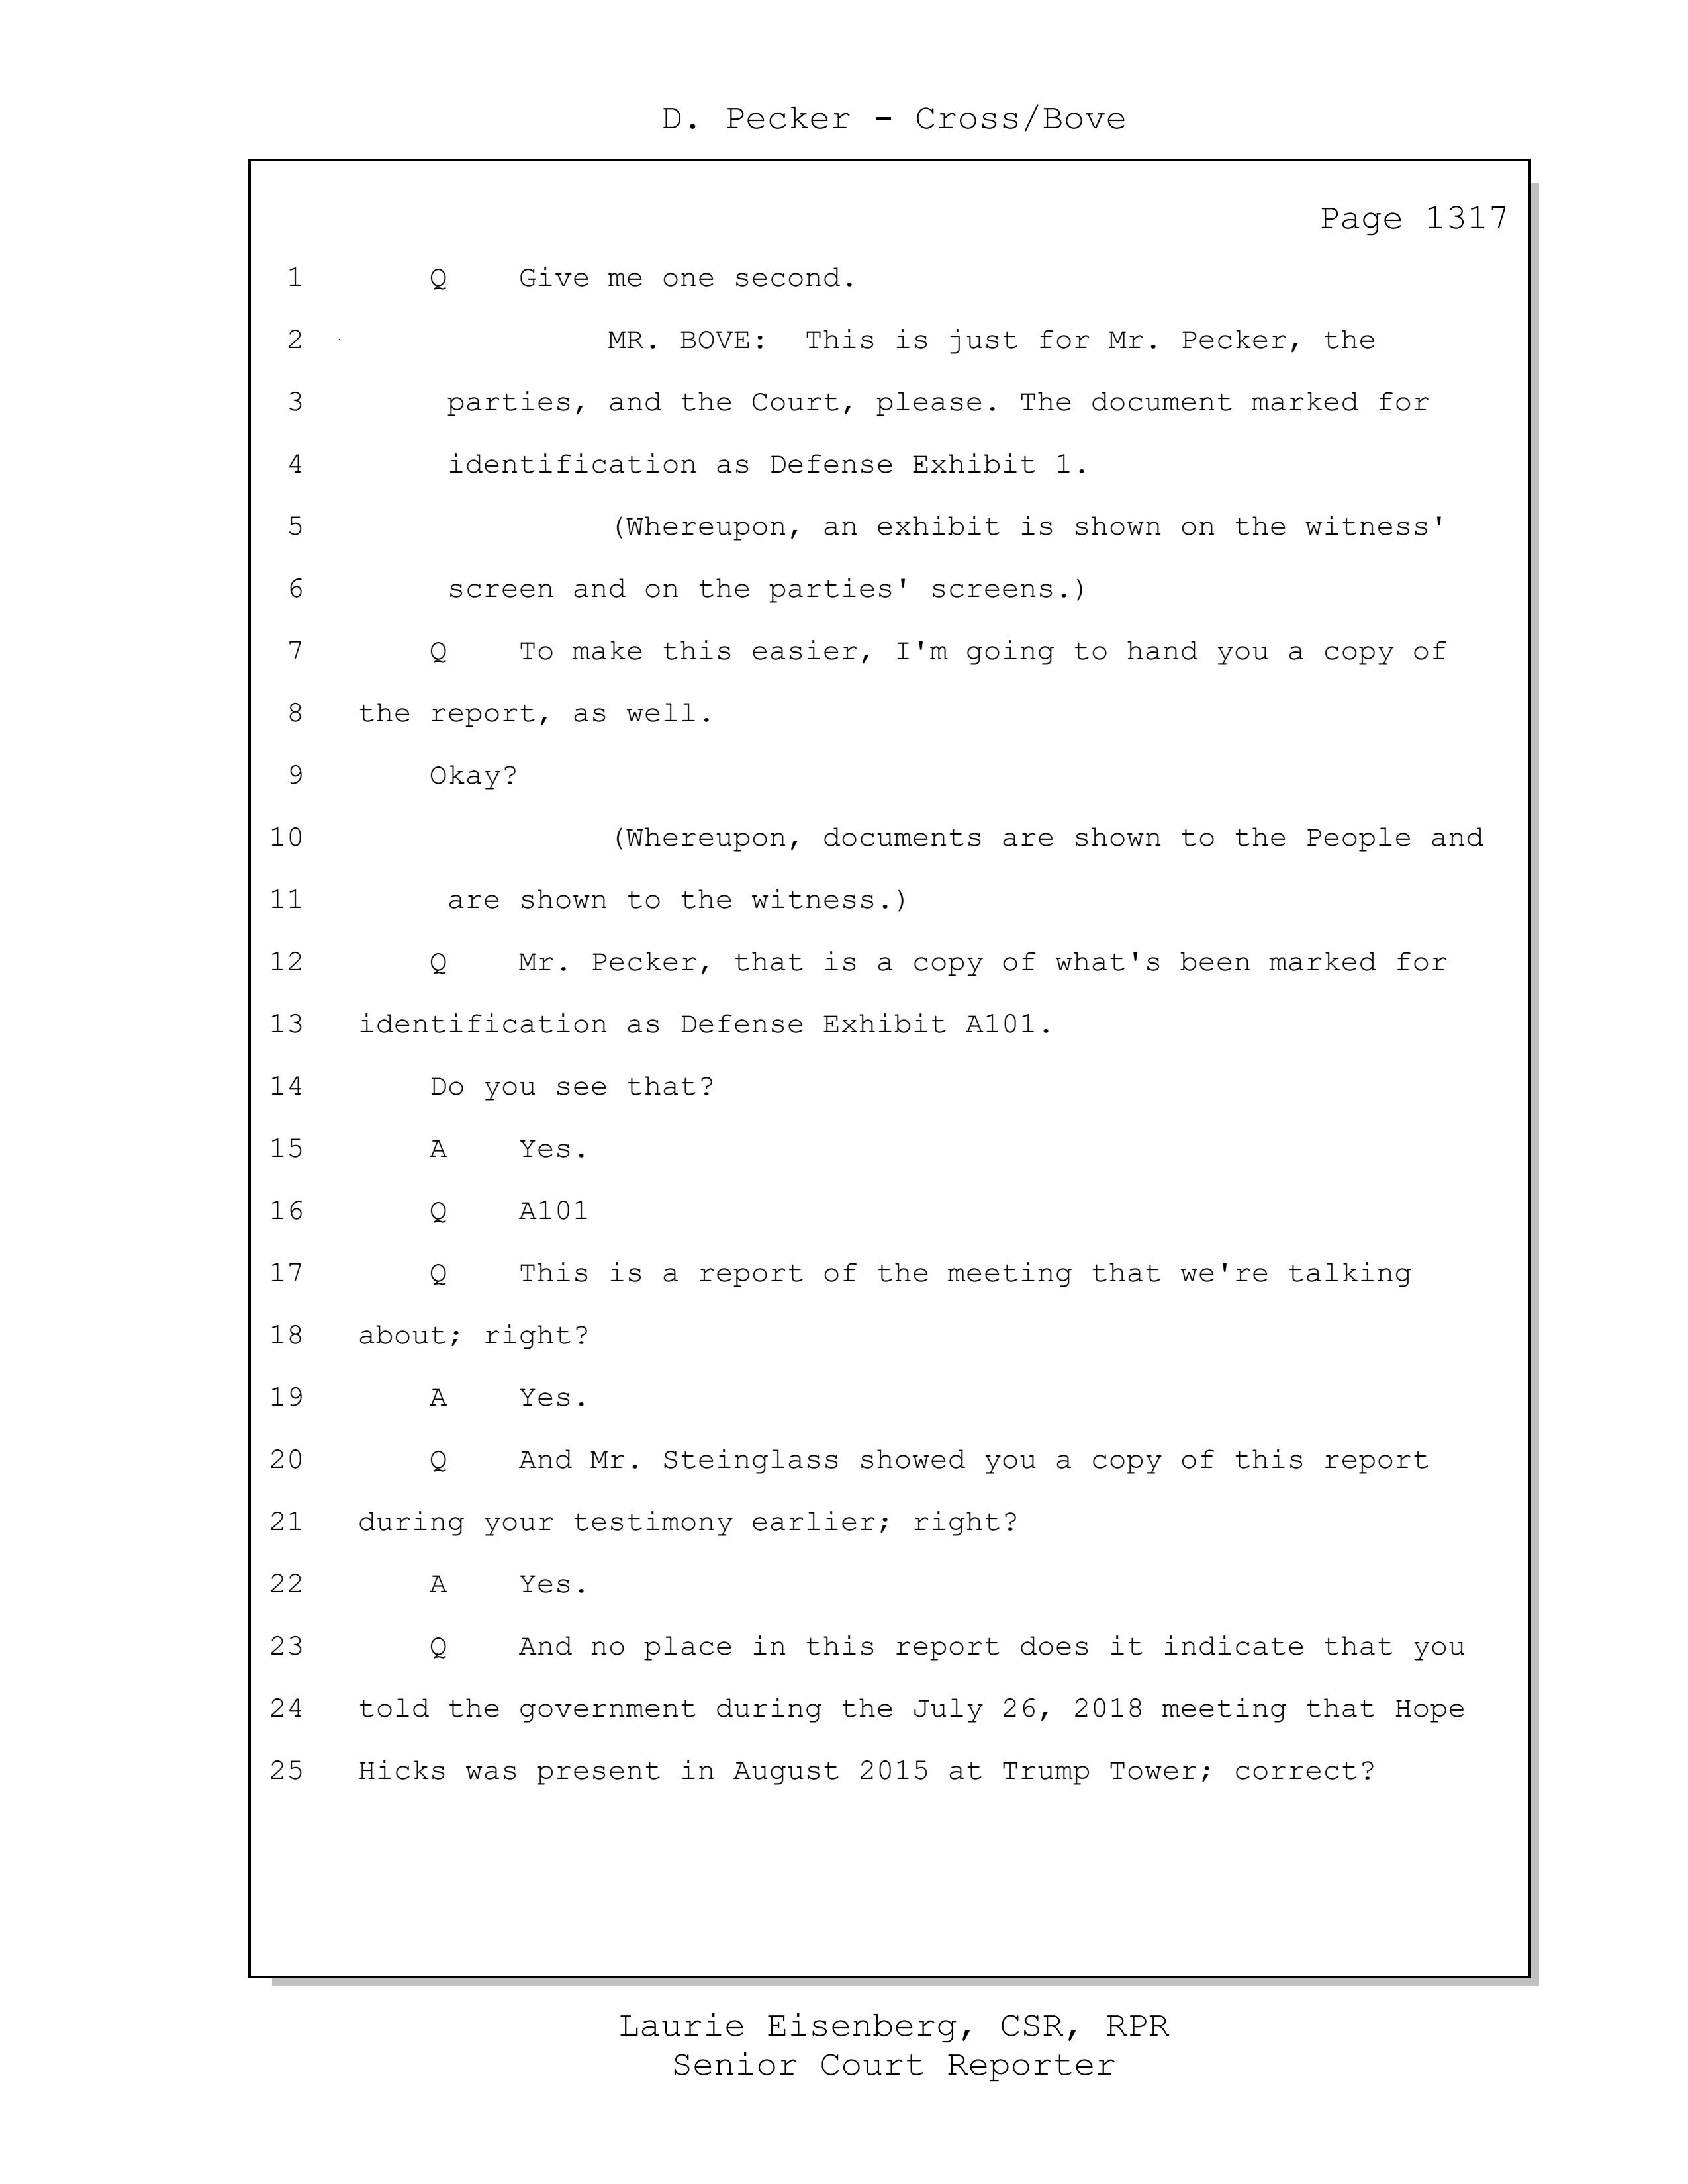 D. Pecker - Cross/Bove
Page 1317
1 Q Give me one second.
2 MR. BOVE: This is just for Mr. Pecker, the
3 parties, and the Court, please. The document marked for
4 identification as Defense Exhibit 1.
5 (Whereupon, an exhibit is shown on the witness'
6 screen and on the parties' screens.)
7 Q To make this easier, I'm going to hand you a copy of
8 the report, as well.
9 Okay?
10 (Whereupon, documents are shown to the People and
11 are shown to the witness.)
12 Q Mr. Pecker, that is a copy of what's been marked for
13 identification as Defense Exhibit A101.
14 Do you see that?
15 A Yes.
16 Q A101
17 Q This is a report of the meeting that we're talking
18 about; right?
19 A Yes.
20 Q And Mr. Steinglass showed you a copy of this report
21 during your testimony earlier; right?
22 A Yes.
23 Q And no place in this report does it indicate that you
24 told the government during the July 26, 2018 meeting that Hope
25 Hicks was present in August 2015 at Trump Tower; correct?
Laurie Eisenberg, CSR, RPR
Senior Court Reporter